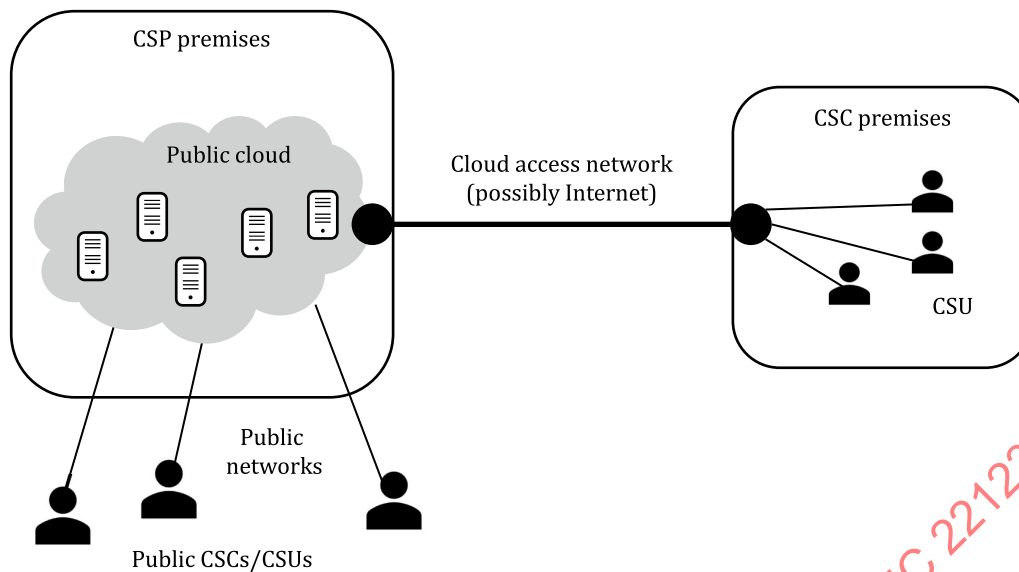 CSP premises
Public cloud
Cloud access network
(possibly Internet)
CSC premises
CSU
Public
networks
Public CSCs/CSUs